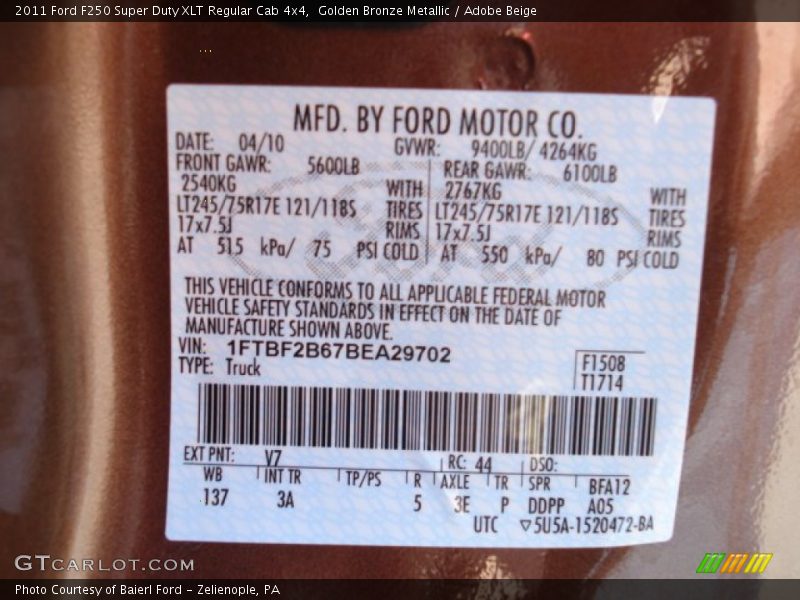 2011 Ford F250 Super Duty XLT Regular Cab 4x4,  Golden Bronze Metallic / Adobe Beige
MFD. BY FORD MOTOR CO.
DATE: 04/10 GVWR: 9400LB/ 4264KG
FRONT GAWR: 5600LB REAR GAWR: 6100LB
2540KG WITH 2767KG WITH
LT245/75R17E 121/118S TIRES LT245/75R17E 121/118S TIRES
17x7.5J RIMS 17x7.5J RIMS
AT 515 kPa/ 75 PSI COLD AT 550 kPa/ 80 PSI COLD
THIS VEHICLE CONFORMS TO ALL APPLICABLE FEDERAL MOTOR
VEHICLE SAFETY STANDARDS IN EFFECT ON THE DATE OF
MANUFACTURE SHOWN ABOVE.
VIN: 1FTBF2B67BEA29702
TYPE: Truck
F1508
T1714
EXT PNT: V7 RC: 44 DSO:
WB INT TR TP/PS R AXLE TR SPR BFA12
137 3A 5 3E P DDPP A05
UTC ▽5U5A-1520472-BA
GTCARLOT.COM
Photo Courtesy of Baierl Ford - Zelienople, PA